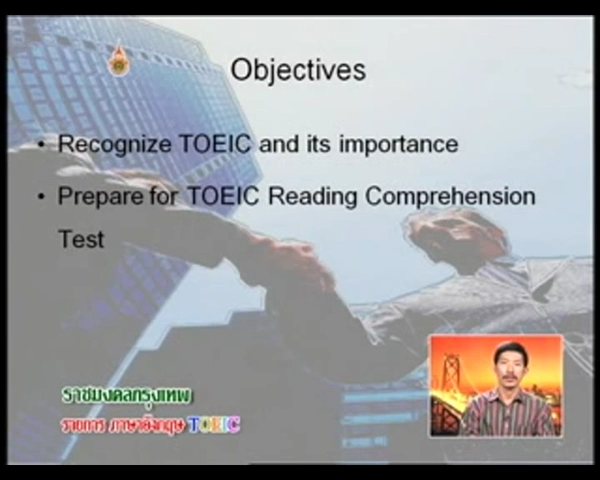 Objectives
• Recognize TOEIC and its importance
• Prepare for TOEIC Reading Comprehension
Test
ราชมงคลกรุงเทพ
รายการ ภาษาอังกฤษ TOEIC